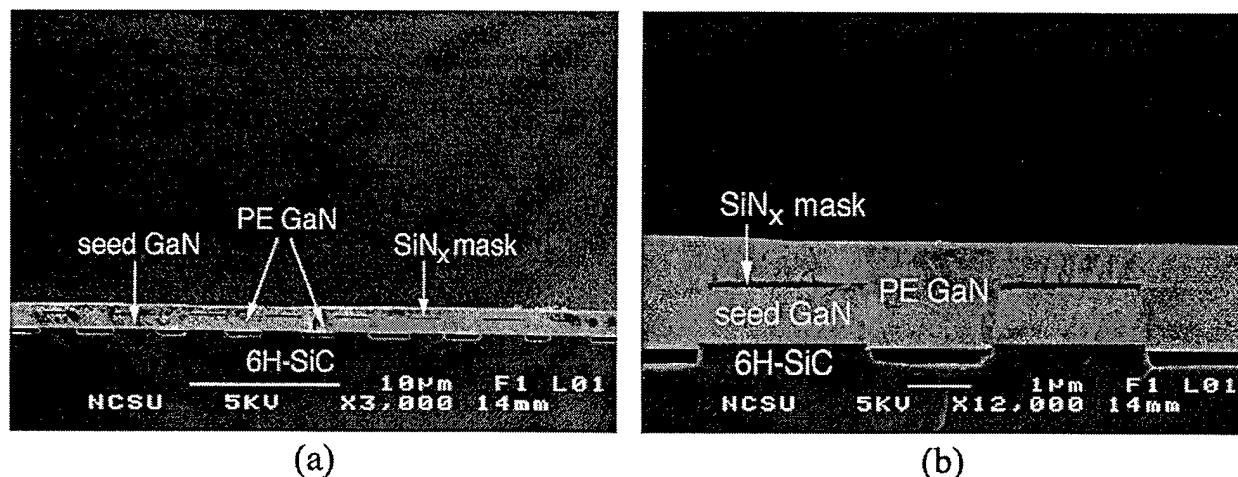 PE GaN
seed GaN
SiNx mask
6H-SiC
10μm F1 L01
NCSU 5KV X3,000 14mm
(a)
SiNx mask
PE GaN
seed GaN
6H-SiC
1μm F1 L01
NCSU 5KV X12,000 14mm
(b)